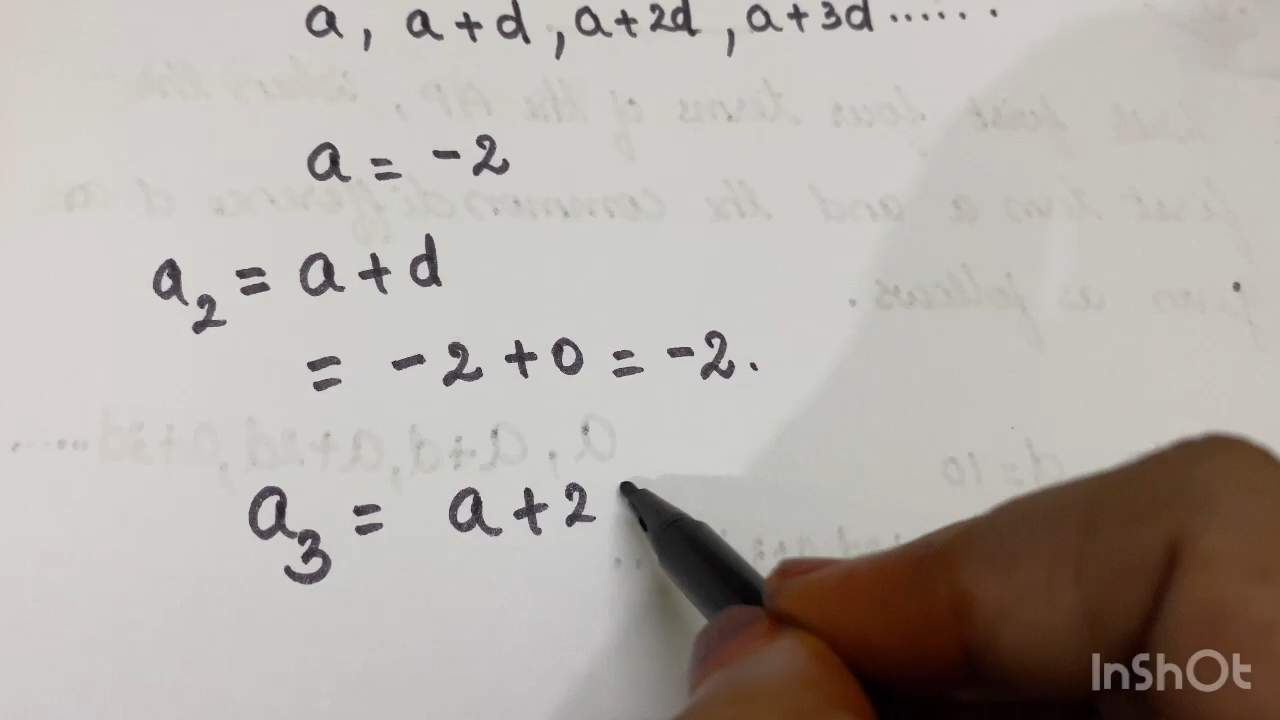 a, a+d, a+2d, a+3d......
a = -2
a₂ = a+d
= -2+0 = -2.
a₃ = a+2
InShOt